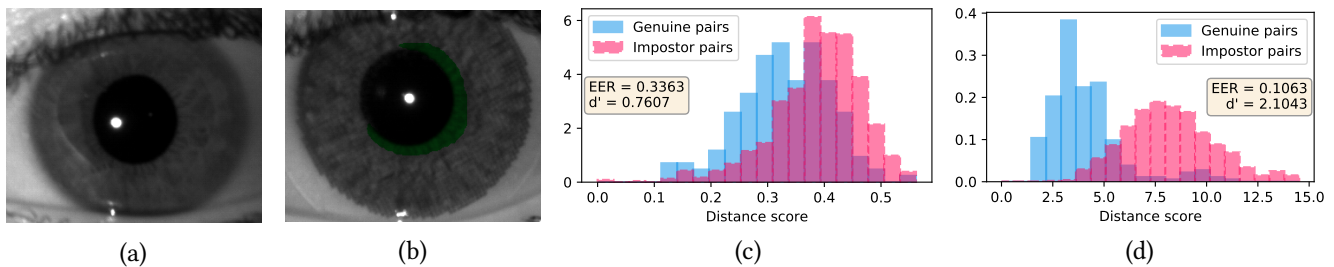 6
4
2
0
Genuine pairs
Impostor pairs
EER = 0.3363
d' = 0.7607
0.0 0.1 0.2 0.3 0.4 0.5
Distance score
0.4
0.3
0.2
0.1
0.0
Genuine pairs
Impostor pairs
EER = 0.1063
d' = 2.1043
0.0 2.5 5.0 7.5 10.0 12.5 15.0
Distance score
(a) (b) (c) (d)